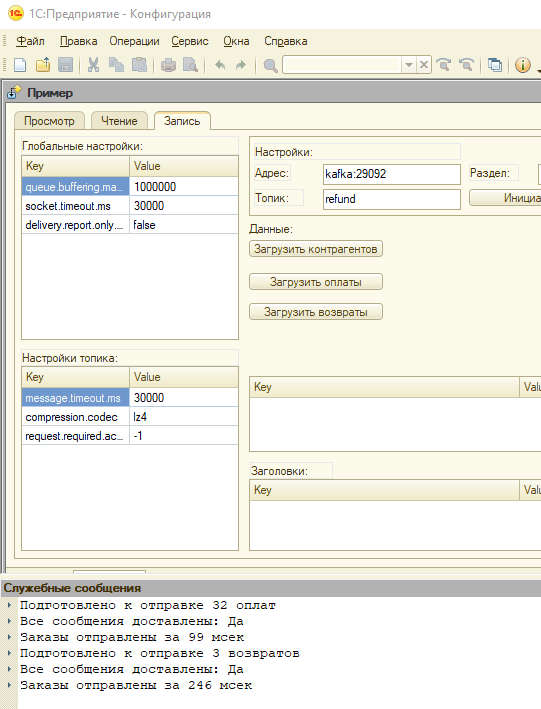 1С:Предприятие - Конфигурация
Файл Правка Операции Сервис Окна Справка
Пример
Просмотр Чтение Запись
Глобальные настройки:
Key Value
queue.buffering.ma... 1000000
socket.timeout.ms 30000
delivery.report.only.... false
Настройки:
Адрес: kafka:29092 Раздел:
Топик: refund Инициа
Данные:
Загрузить контрагентов
Загрузить оплаты
Загрузить возвраты
Настройки топика:
Key Value
message.timeout.ms 30000
compression.codec lz4
request.required.ac... -1
Key Valu
Заголовки:
Key Valu
Служебные сообщения
Подготовлено к отправке 32 оплат
Все сообщения доставлены: Да
Заказы отправлены за 99 мсек
Подготовлено к отправке 3 возвратов
Все сообщения доставлены: Да
Заказы отправлены за 246 мсек